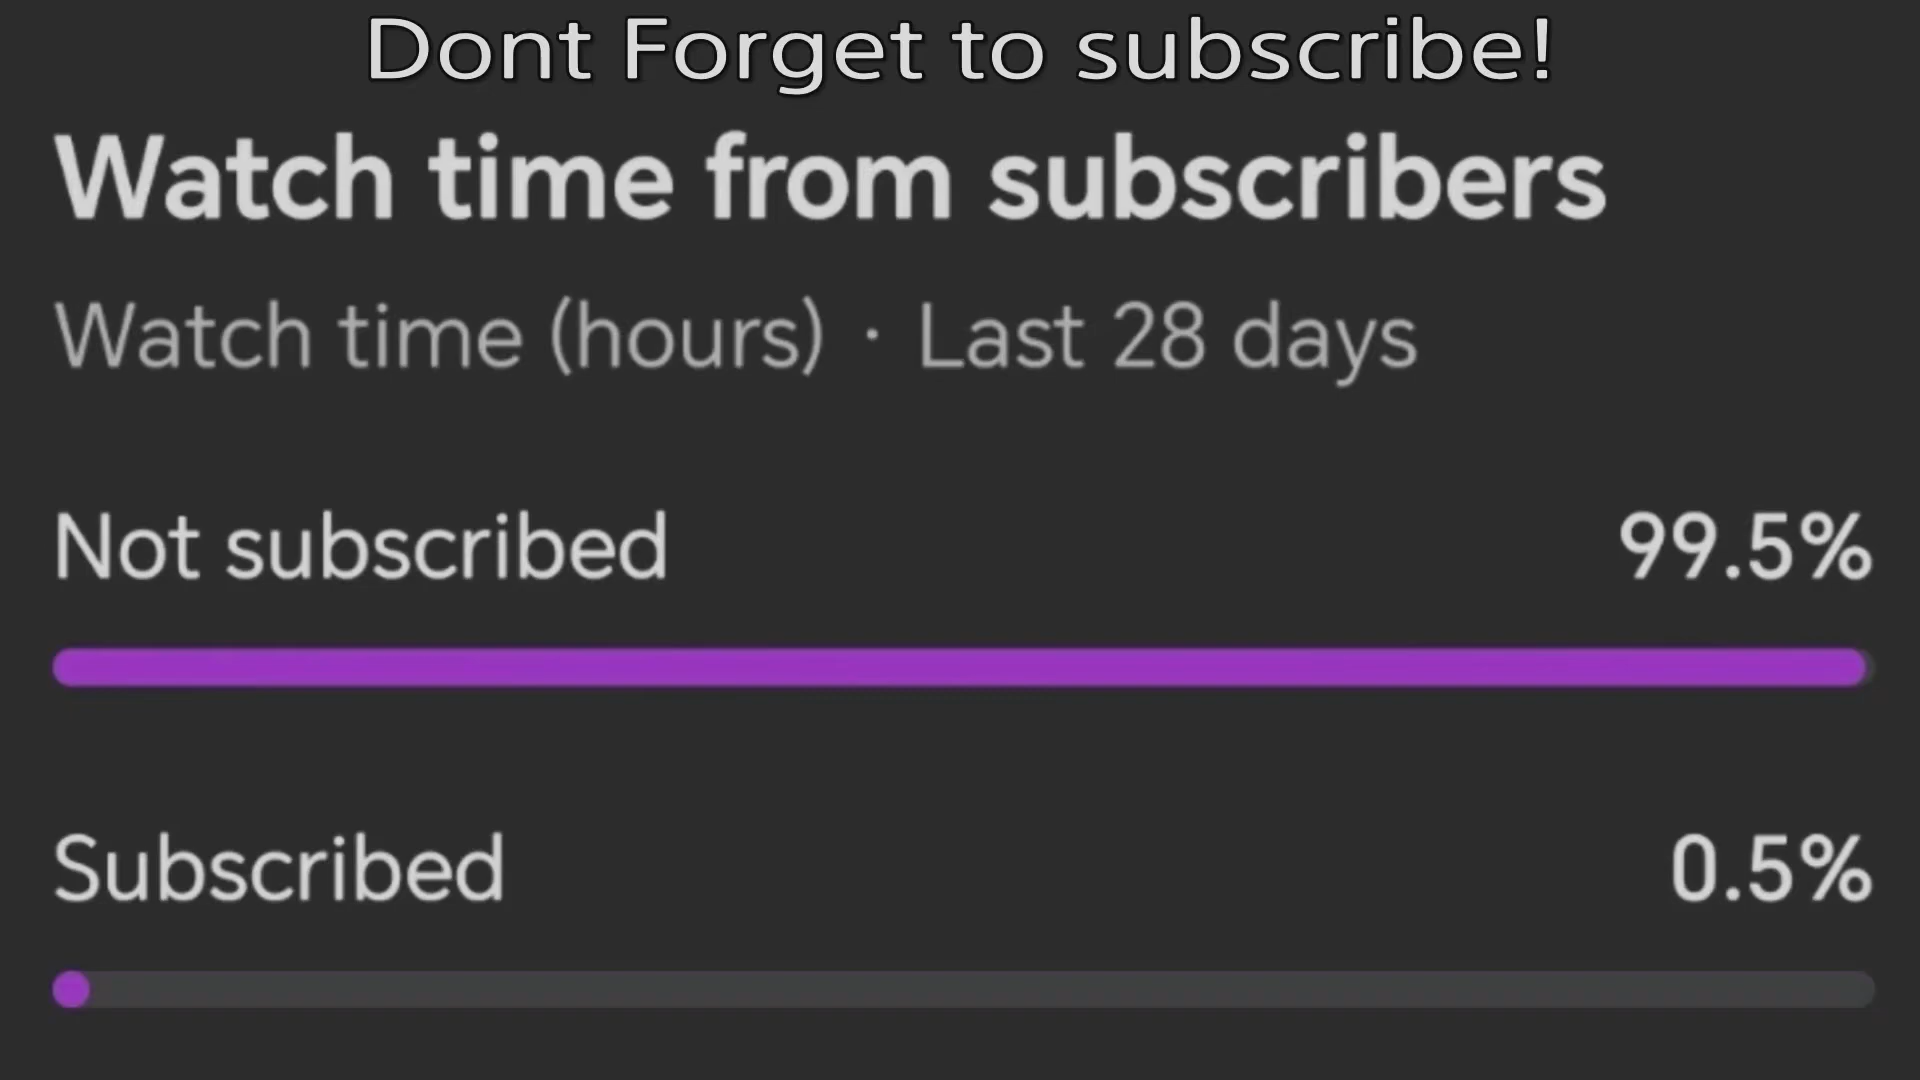 Dont Forget to subscribe!
Watch time from subscribers
Watch time (hours) · Last 28 days
Not subscribed 99.5%
Subscribed 0.5%